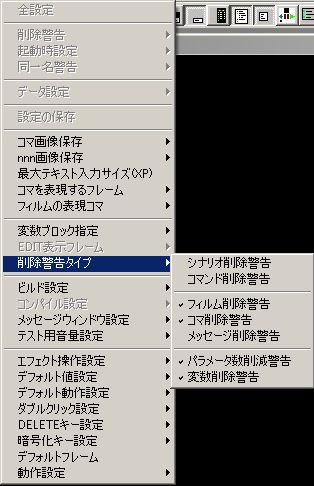 全設定
削除警告
起動時設定
同一名警告
データ設定
設定の保存
コマ画像保存
nnn画像保存
最大テキスト入力サイズ(XP)
コマを表現するフレーム
フィルムの表現コマ
変数ブロック指定
EDIT表示フレーム
削除警告タイプ
シナリオ削除警告
コマンド削除警告
フィルム削除警告
コマ削除警告
メッセージ削除警告
パラメータ数削減警告
変数削除警告
ビルド設定
コンパイル設定
メッセージウィンドウ設定
テスト用音量設定
エフェクト操作設定
デフォルト値設定
デフォルト動作設定
ダブルクリック設定
DELETEキー設定
暗号化キー設定
デフォルトフレーム
動作設定